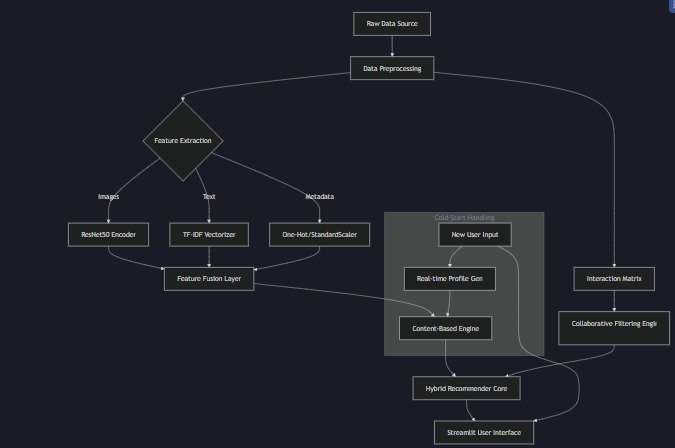 Raw Data Source
Data Preprocessing
Feature Extraction
Images
Text
Metadata
ResNet50 Encoder
TF-IDF Vectorizer
One-Hot/StandardScaler
Feature Fusion Layer
Cold Start Handling
New User Input
Real-time Profile Gen
Content-Based Engine
Interaction Matrix
Collaborative Filtering Engir
Hybrid Recommender Core
Streamlit User Interface